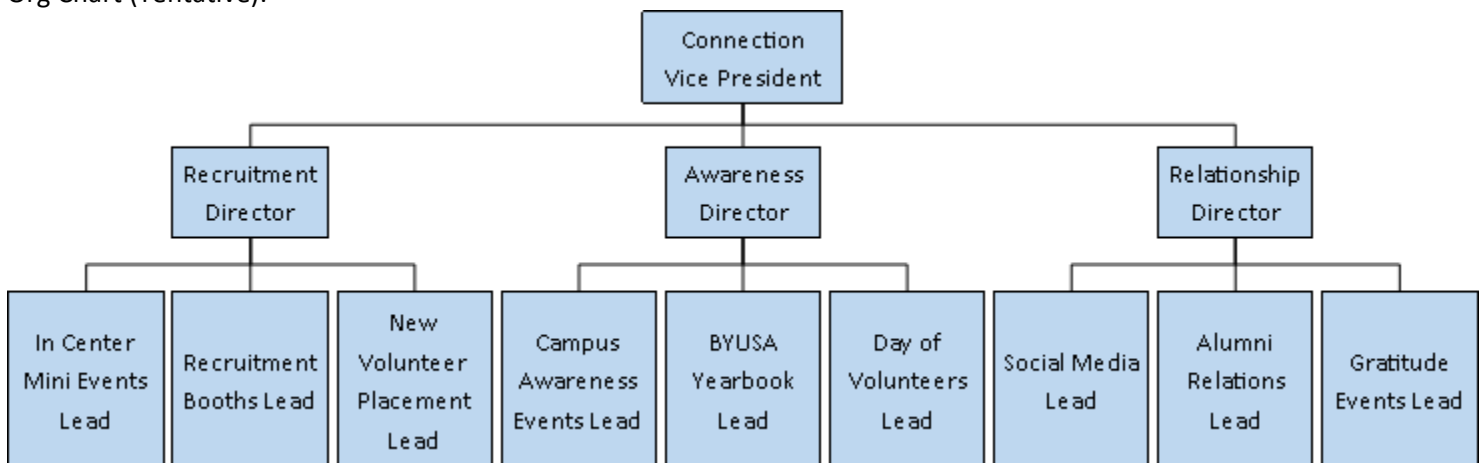 Org Chart (Tentative):
Connection
Vice President
Recruitment
Director
Awareness
Director
Relationship
Director
In Center
Mini Events
Lead
Recruitment
Booths Lead
New
Volunteer
Placement
Lead
Campus
Awareness
Events Lead
BYUSA
Yearbook
Lead
Day of
Volunteers
Lead
Social Media
Lead
Alumni
Relations
Lead
Gratitude
Events Lead